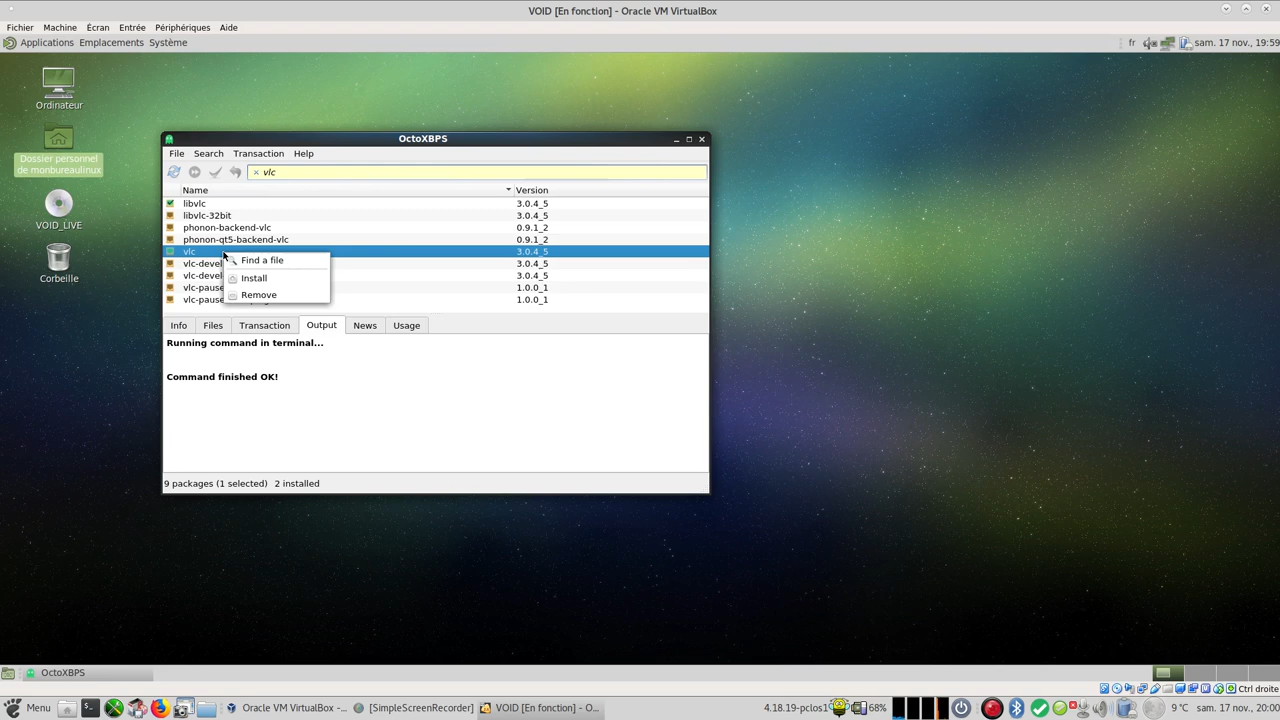 VOID [En fonction] - Oracle VM VirtualBox
Fichier Machine Écran Entrée Périphériques Aide
Applications Emplacements Système
fr sam. 17 nov., 19:59
Ordinateur
Dossier personnel
de monbureaulinux
VOID_LIVE
Corbeille
OctoXBPS
File Search Transaction Help
vlc
Name Version
libvlc 3.0.4_5
libvlc-32bit 3.0.4_5
phonon-backend-vlc 0.9.1_2
phonon-qt5-backend-vlc 0.9.1_2
vlc 3.0.4_5
vlc-devel 3.0.4_5
vlc-devel 3.0.4_5
vlc-pause 1.0.0_1
vlc-pause 1.0.0_1
Find a file
Install
Remove
Info Files Transaction Output News Usage
Running command in terminal...
Command finished OK!
9 packages (1 selected) 2 installed
OctoXBPS
Ctrl droite
Menu Oracle VM VirtualBox -... [SimpleScreenRecorder] VOID [En fonction] - O... 4.18.19-pclos1 68% 9 °C sam. 17 nov., 20:00